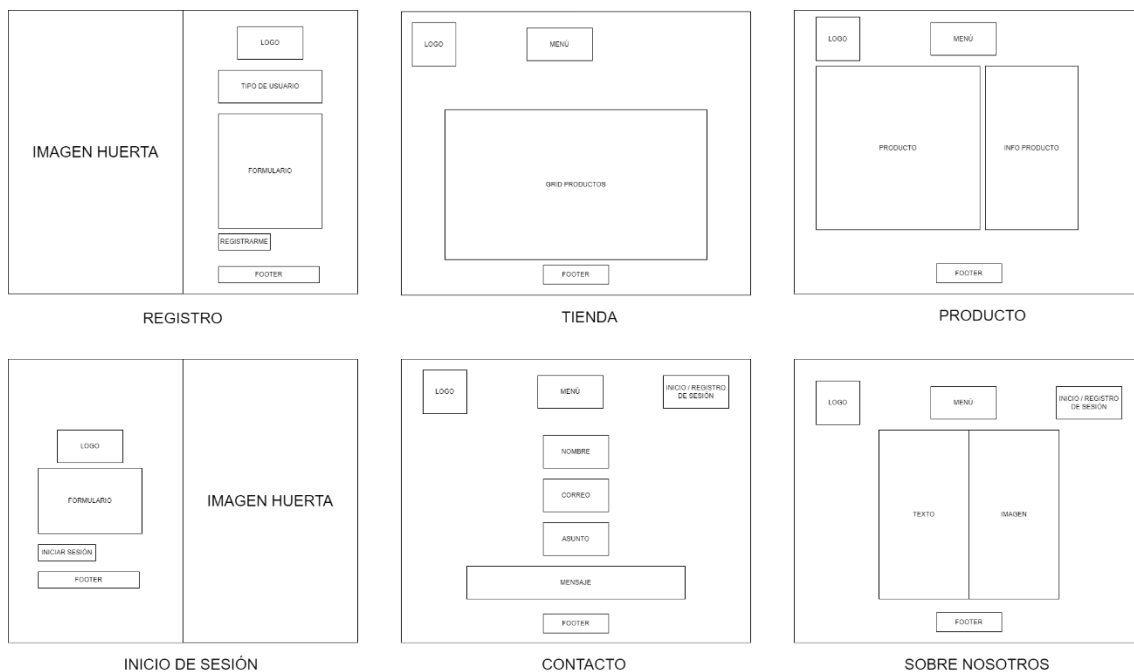 IMAGEN HUERTA
LOGO
TIPO DE USUARIO
FORMULARIO
REGISTRARME
FOOTER
REGISTRO
LOGO
MENÚ
GRID PRODUCTOS
FOOTER
TIENDA
LOGO
MENÚ
PRODUCTO
INFO PRODUCTO
FOOTER
PRODUCTO
LOGO
FORMULARIO
INICIAR SESIÓN
FOOTER
IMAGEN HUERTA
INICIO DE SESIÓN
LOGO
MENÚ
INICIO / REGISTRO
DE SESIÓN
NOMBRE
CORREO
ASUNTO
MENSAJE
FOOTER
CONTACTO
LOGO
MENÚ
INICIO / REGISTRO
DE SESIÓN
TEXTO
IMAGEN
FOOTER
SOBRE NOSOTROS